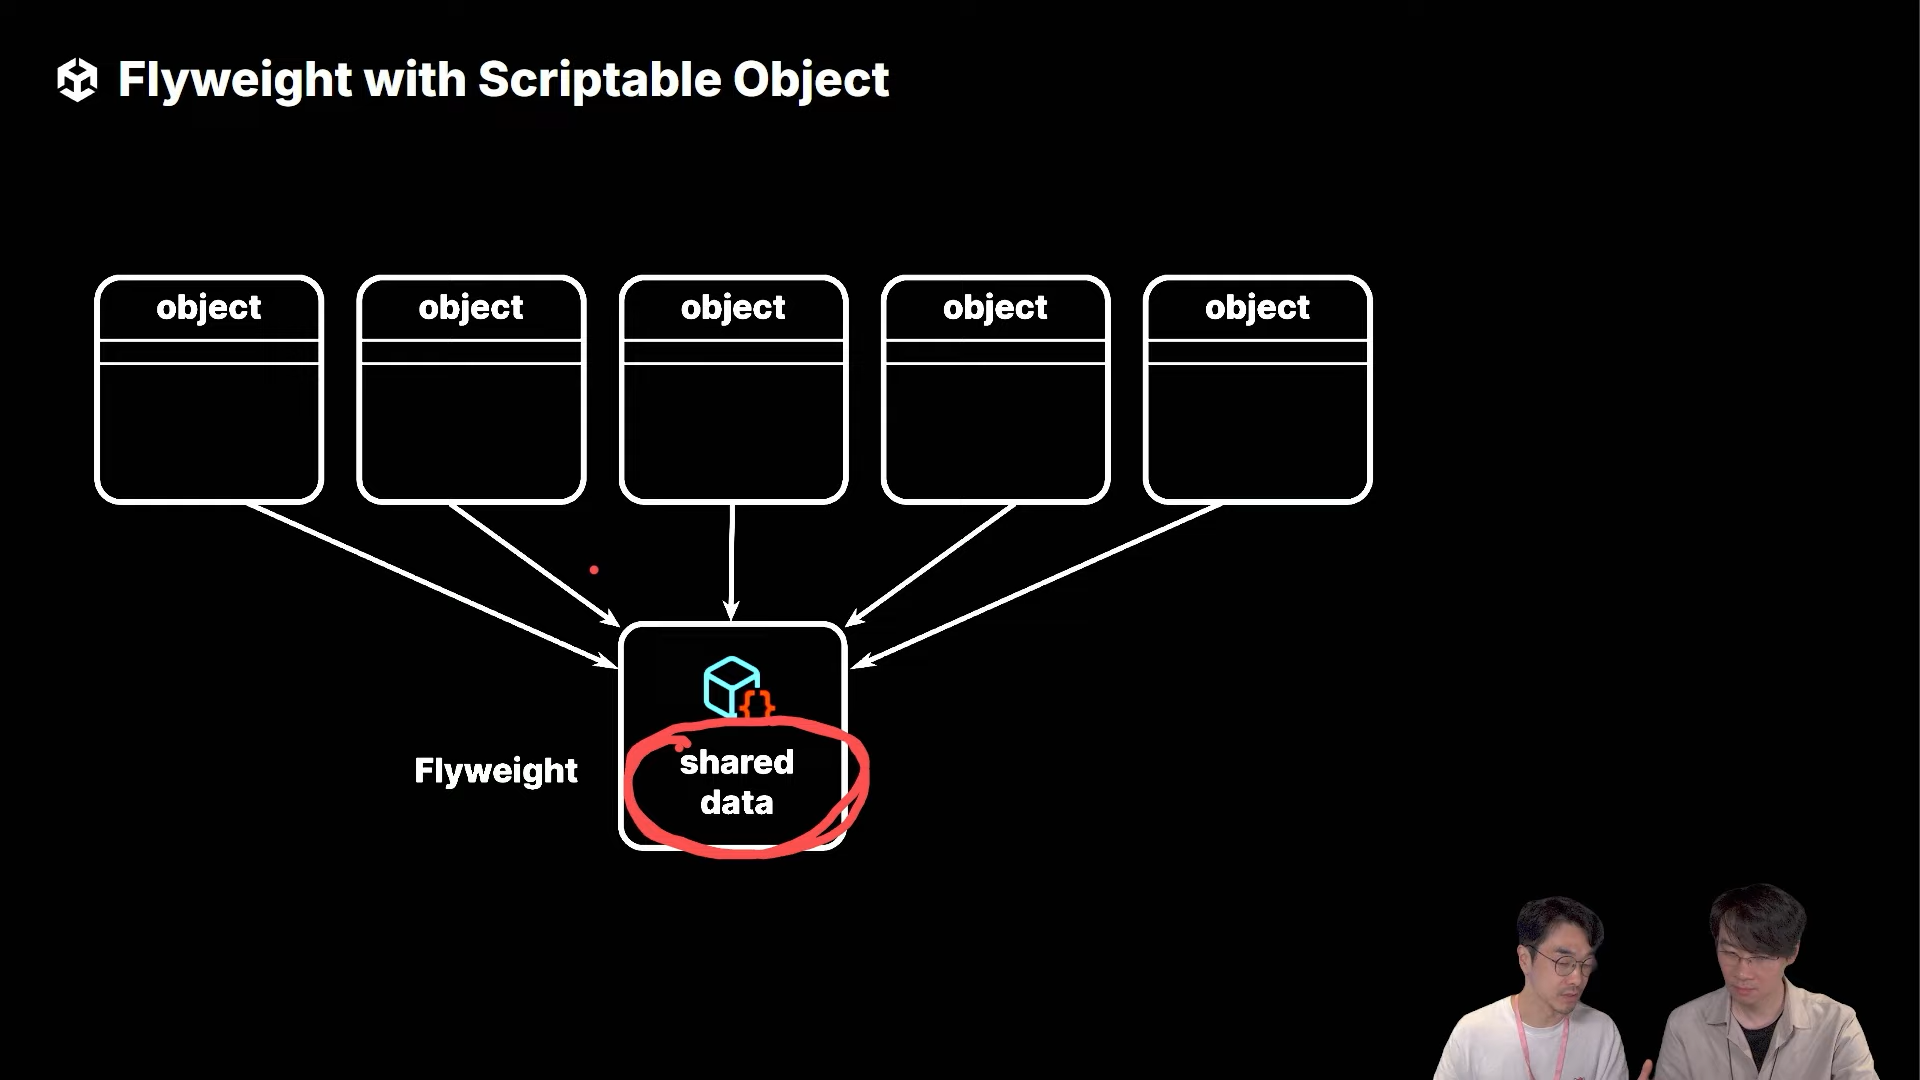 Flyweight with Scriptable Object
object
object
object
object
object
{}
Flyweight
shared
data